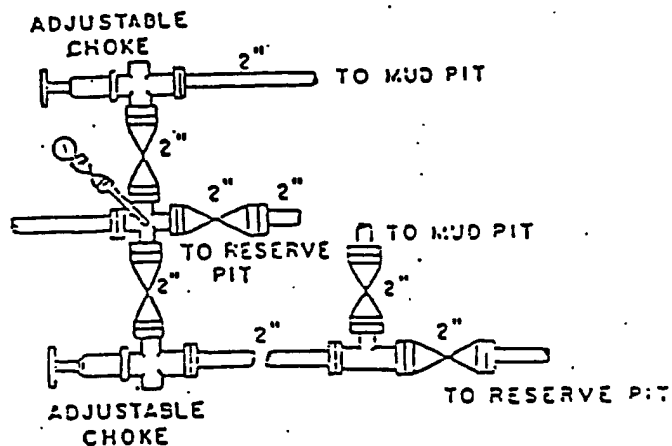 ADJUSTABLE
CHOKE
2"
TO MUD PIT
2"
2"
2"
TO RESERVE
PIT
TO MUD PIT
2"
2"
2"
2"
TO RESERVE PIT
ADJUSTABLE
CHOKE